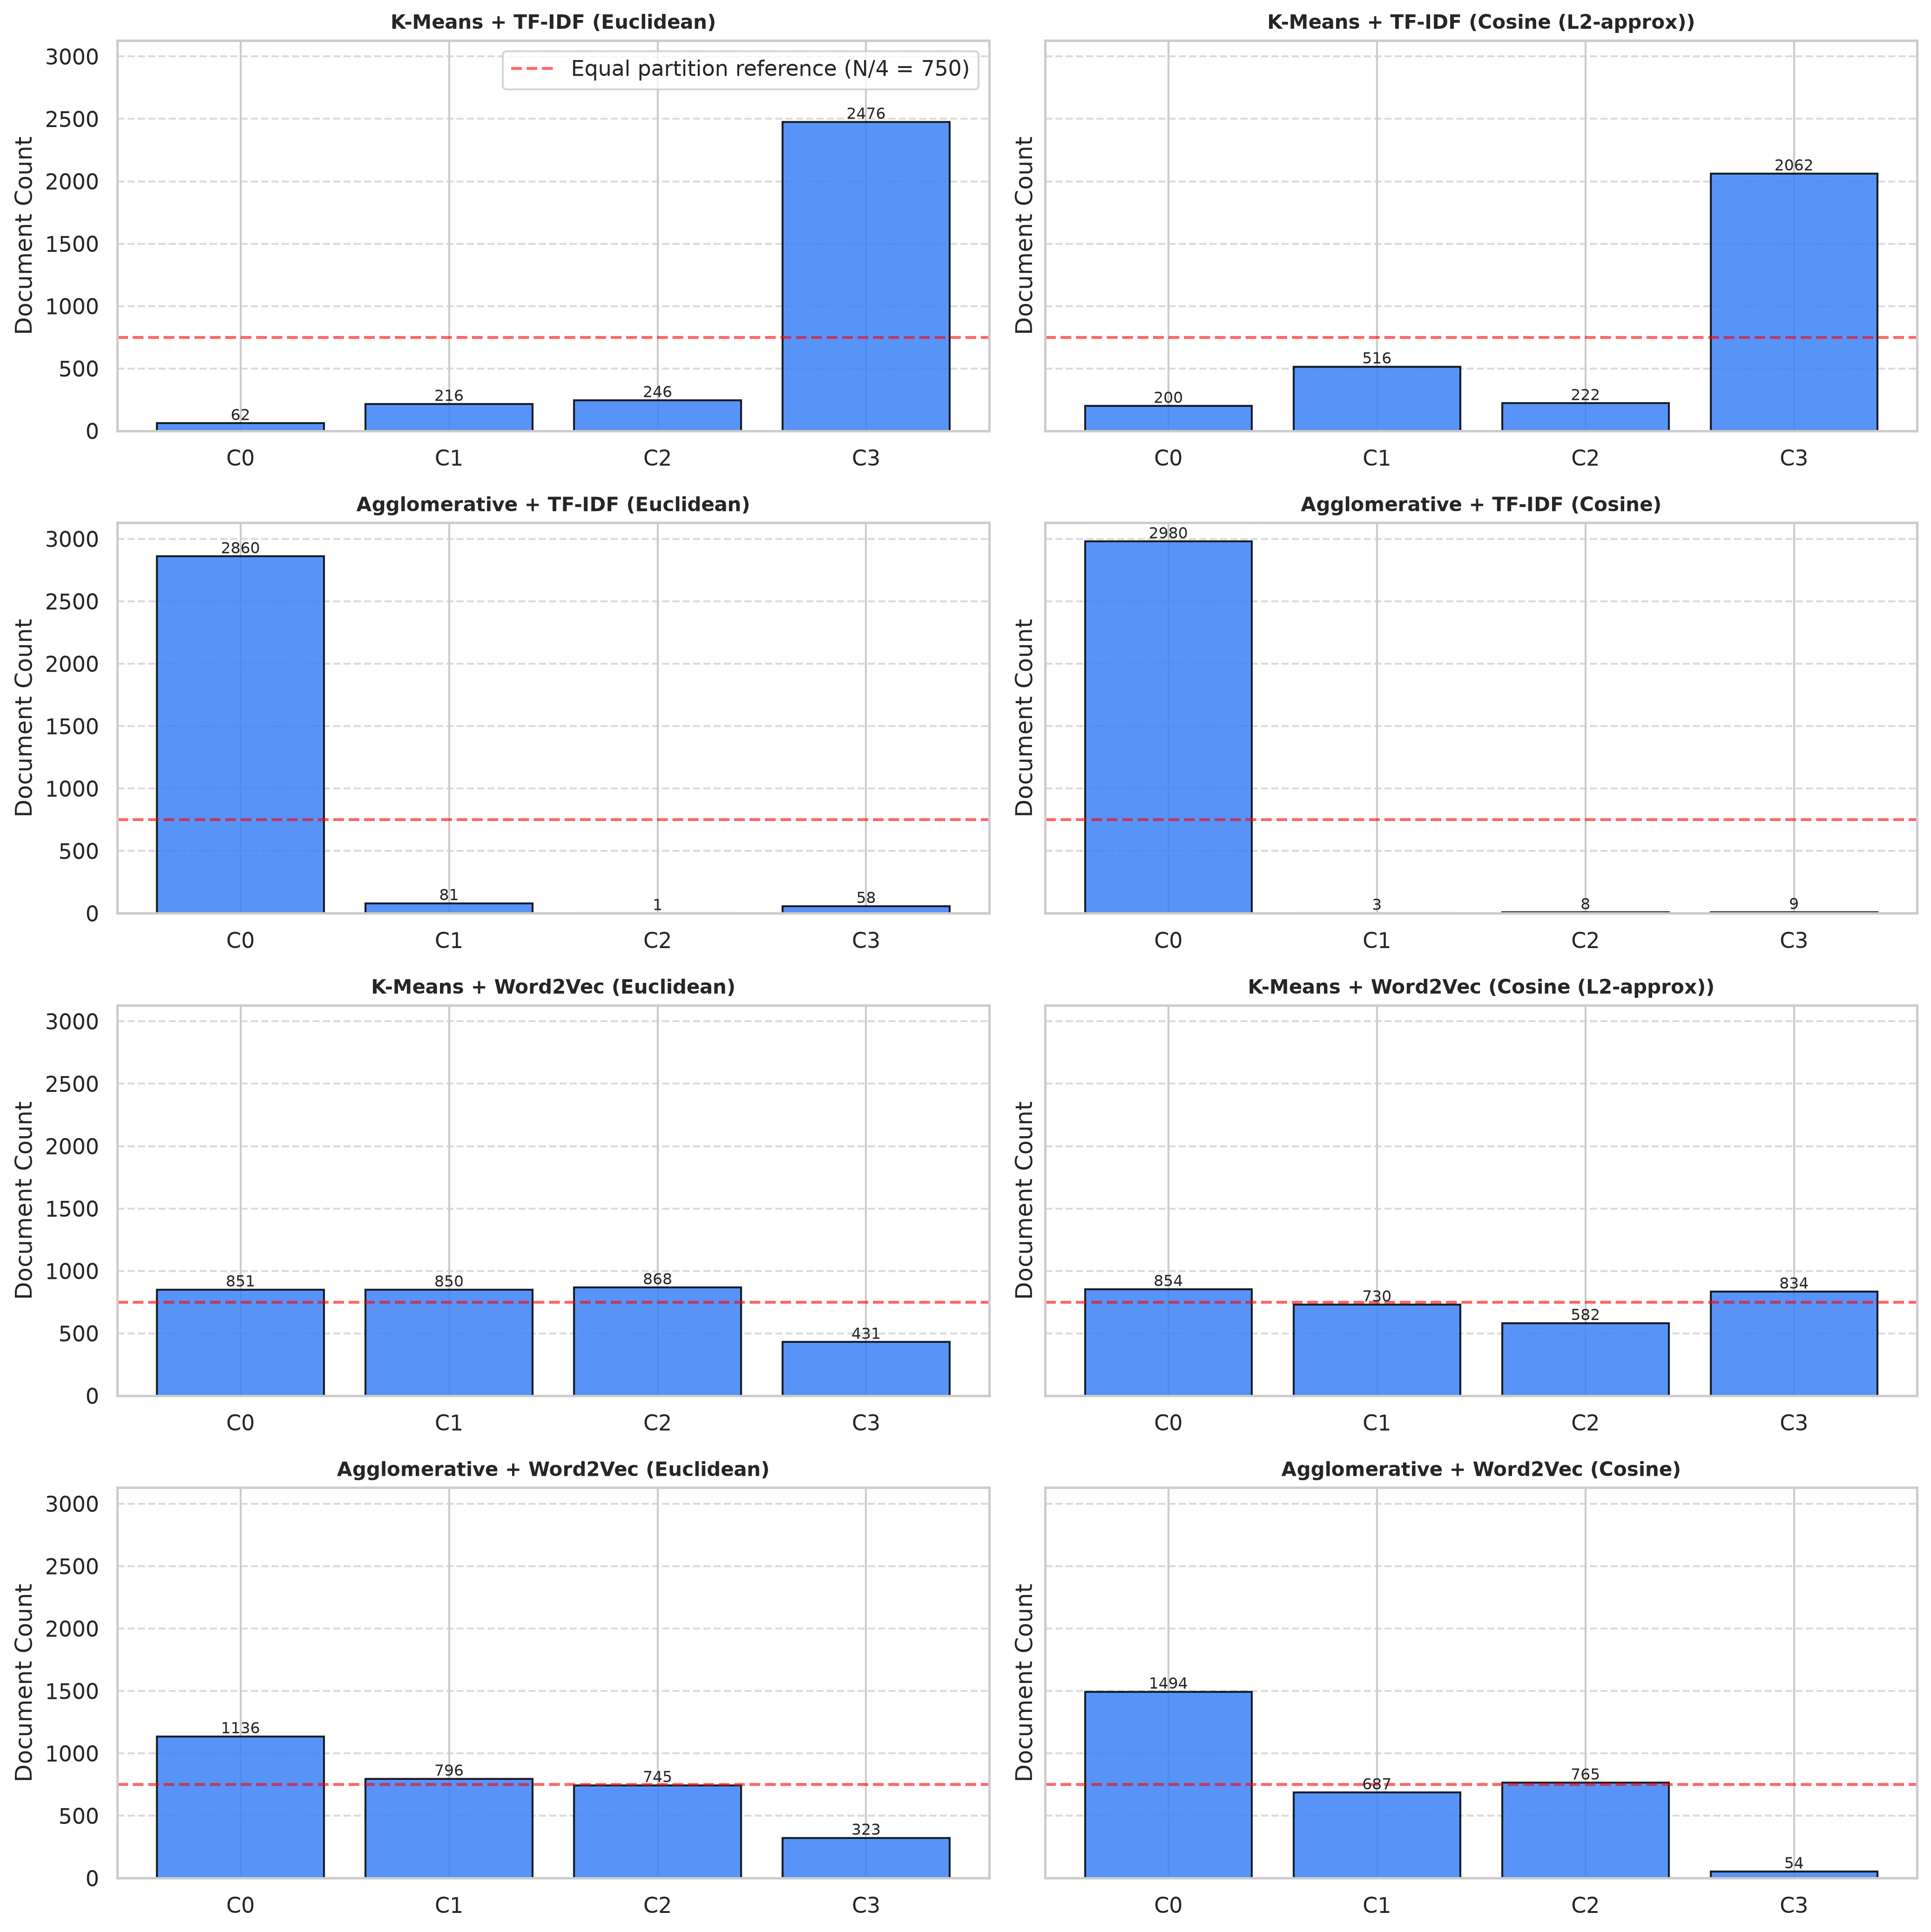 K-Means + TF-IDF (Euclidean)
3000
2500
2000
1500
1000
500
0
Document Count
Equal partition reference (N/4 = 750)
62
216
246
2476
C0 C1 C2 C3
K-Means + TF-IDF (Cosine (L2-approx))
Document Count
200
516
222
2062
C0 C1 C2 C3
Agglomerative + TF-IDF (Euclidean)
3000
2500
2000
1500
1000
500
0
Document Count
2860
81
1
58
C0 C1 C2 C3
Agglomerative + TF-IDF (Cosine)
Document Count
2980
3
8
9
C0 C1 C2 C3
K-Means + Word2Vec (Euclidean)
3000
2500
2000
1500
1000
500
0
Document Count
851
850
868
431
C0 C1 C2 C3
K-Means + Word2Vec (Cosine (L2-approx))
Document Count
854
730
582
834
C0 C1 C2 C3
Agglomerative + Word2Vec (Euclidean)
3000
2500
2000
1500
1000
500
0
Document Count
1136
796
745
323
C0 C1 C2 C3
Agglomerative + Word2Vec (Cosine)
Document Count
1494
687
765
54
C0 C1 C2 C3